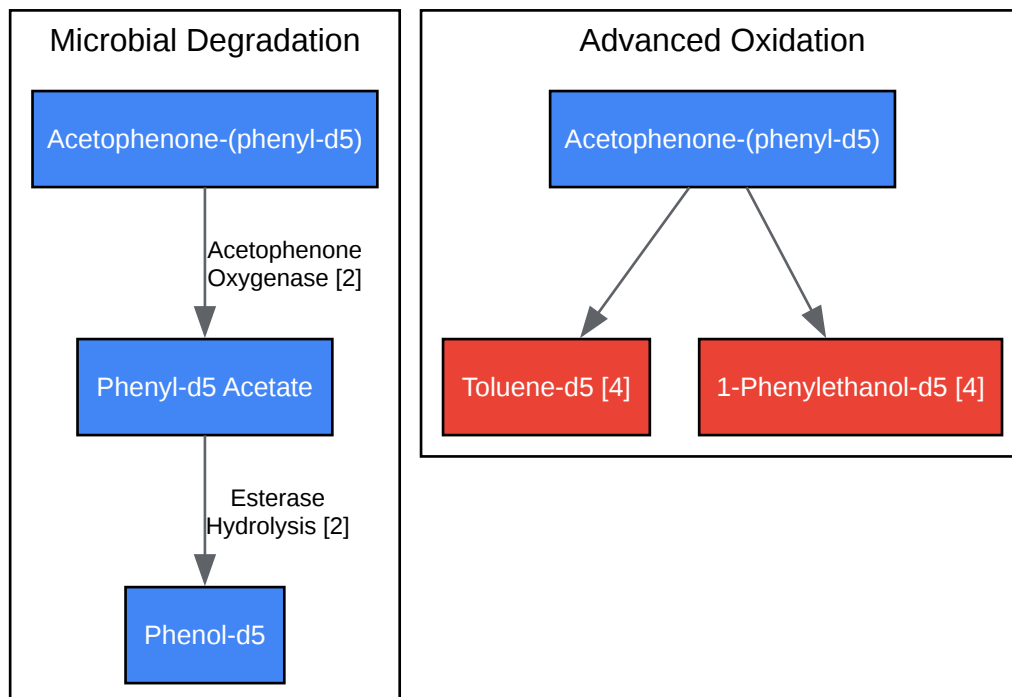 Microbial Degradation
Acetophenone-(phenyl-d5)
Acetophenone
Oxygenase [2]
Phenyl-d5 Acetate
Esterase
Hydrolysis [2]
Phenol-d5
Advanced Oxidation
Acetophenone-(phenyl-d5)
Toluene-d5 [4]
1-Phenylethanol-d5 [4]